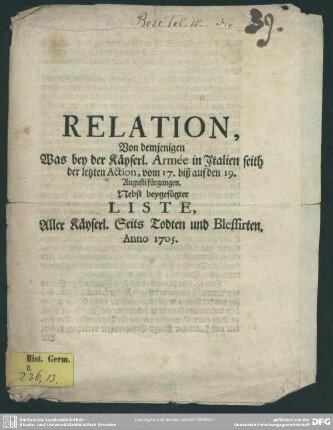 39.
RELATION,
Von demjenigen
Was bey der Käyserl. Armée in Italien seith
der letzten Action, vom 17. biß auf den 19.
Augusti fürgangen.
Nebst beygefügter
LISTE,
Aller Käyserl. Seits Todten und Blessirten.
Anno 1705.
Hist. Germ.
236, 13.